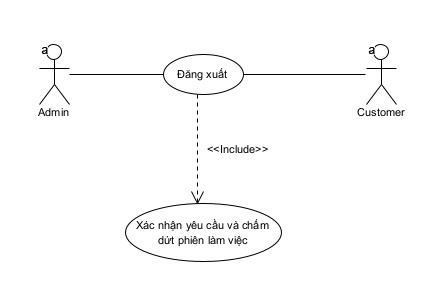 a
a
Đăng xuất
Admin
Customer
<<Include>>
Xác nhận yêu cầu và chấm
dứt phiên làm việc